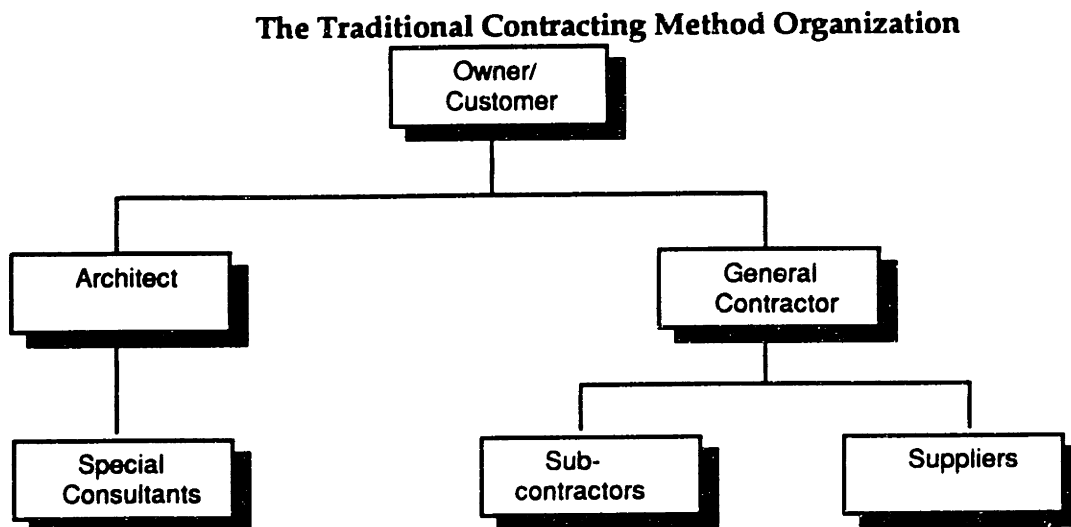 The Traditional Contracting Method Organization
Owner/
Customer
Architect
General
Contractor
Special
Consultants
Sub-
contractors
Suppliers